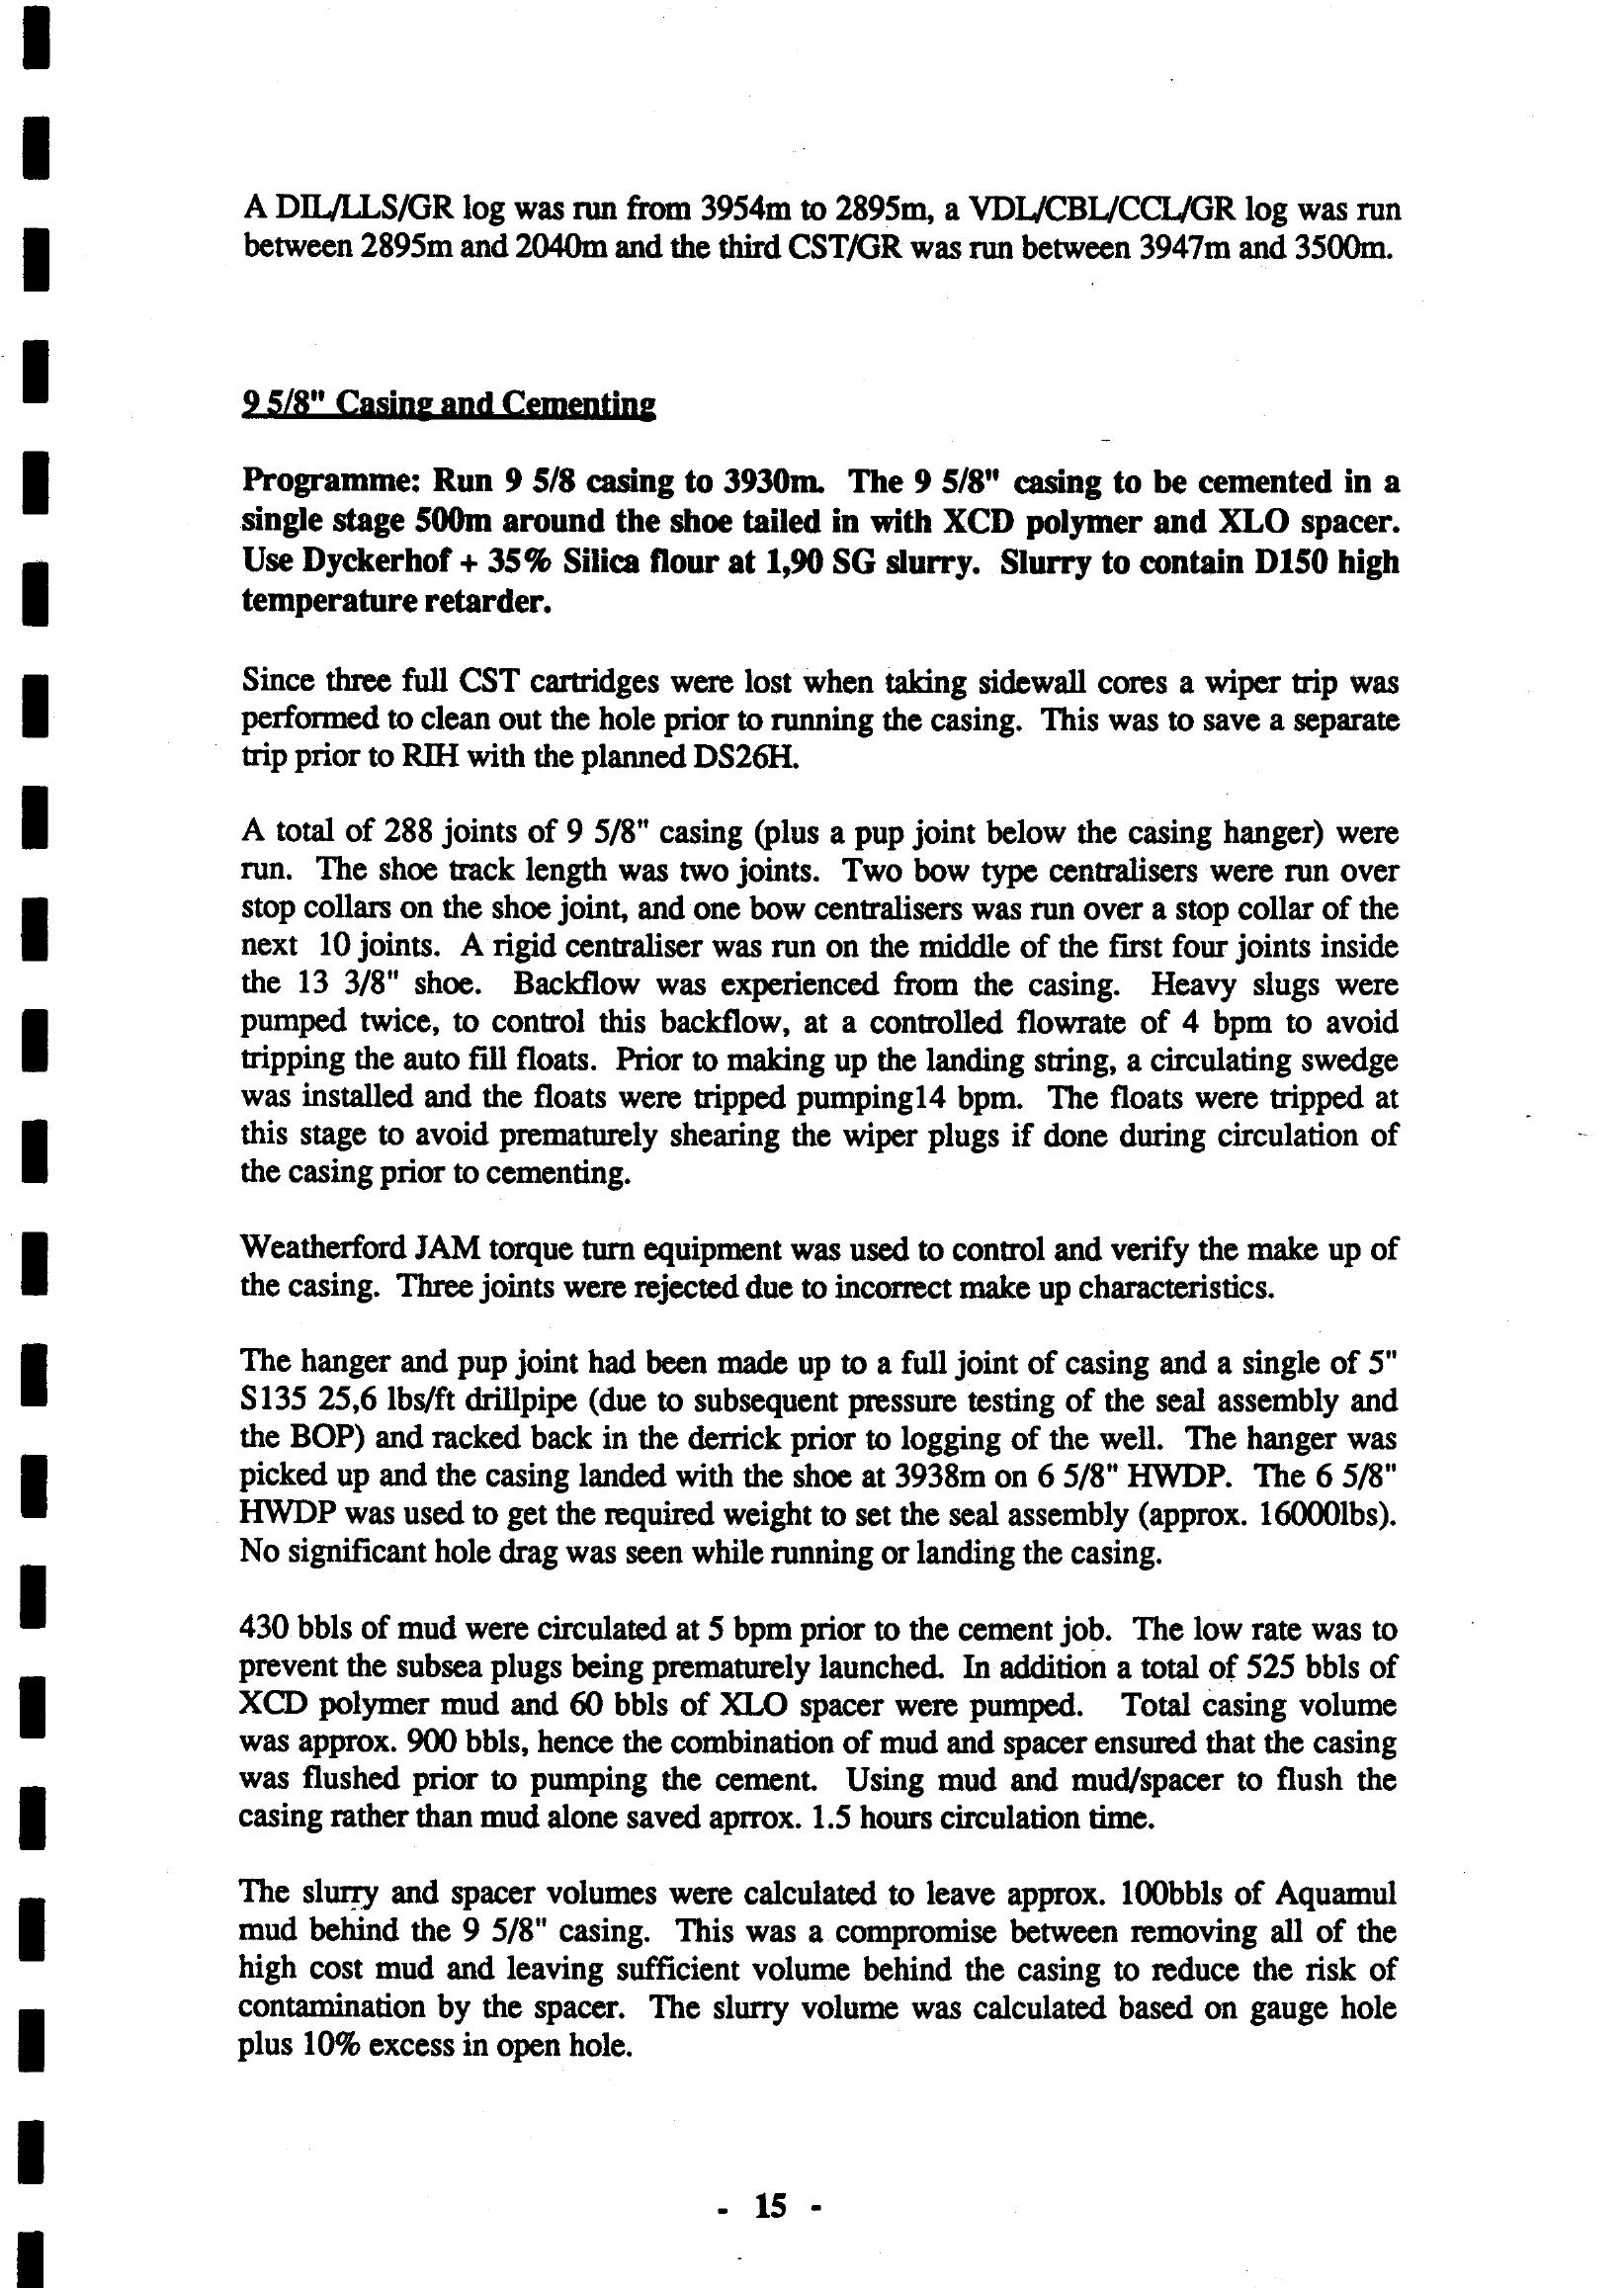 A DIL/LLS/GR log was run from 3954m to 2895m, a VDL/CBL/CCL/GR log was run
between 2895m and 2040m and the third CST/GR was run between 3947m and 3500m.
9 5/8" Casing and Cementing
Programme: Run 9 5/8 casing to 3930m. The 9 5/8" casing to be cemented in a
single stage 500m around the shoe tailed in with XCD polymer and XLO spacer.
Use Dyckerhof + 35% Silica flour at 1,90 SG slurry. Slurry to contain D150 high
temperature retarder.
Since three full CST cartridges were lost when taking sidewall cores a wiper trip was
performed to clean out the hole prior to running the casing. This was to save a separate
trip prior to RIH with the planned DS26H.
A total of 288 joints of 9 5/8" casing (plus a pup joint below the casing hanger) were
run. The shoe track length was two joints. Two bow type centralisers were run over
stop collars on the shoe joint, and one bow centralisers was run over a stop collar of the
next 10 joints. A rigid centraliser was run on the middle of the first four joints inside
the 13 3/8" shoe. Backflow was experienced from the casing. Heavy slugs were
pumped twice, to control this backflow, at a controlled flowrate of 4 bpm to avoid
tripping the auto fill floats. Prior to making up the landing string, a circulating swedge
was installed and the floats were tripped pumping14 bpm. The floats were tripped at
this stage to avoid prematurely shearing the wiper plugs if done during circulation of
the casing prior to cementing.
Weatherford JAM torque turn equipment was used to control and verify the make up of
the casing. Three joints were rejected due to incorrect make up characteristics.
The hanger and pup joint had been made up to a full joint of casing and a single of 5"
S135 25,6 lbs/ft drillpipe (due to subsequent pressure testing of the seal assembly and
the BOP) and racked back in the derrick prior to logging of the well. The hanger was
picked up and the casing landed with the shoe at 3938m on 6 5/8" HWDP. The 6 5/8"
HWDP was used to get the required weight to set the seal assembly (approx. 16000lbs).
No significant hole drag was seen while running or landing the casing.
430 bbls of mud were circulated at 5 bpm prior to the cement job. The low rate was to
prevent the subsea plugs being prematurely launched. In addition a total of 525 bbls of
XCD polymer mud and 60 bbls of XLO spacer were pumped. Total casing volume
was approx. 900 bbls, hence the combination of mud and spacer ensured that the casing
was flushed prior to pumping the cement. Using mud and mud/spacer to flush the
casing rather than mud alone saved aprrox. 1.5 hours circulation time.
The slurry and spacer volumes were calculated to leave approx. 100bbls of Aquamul
mud behind the 9 5/8" casing. This was a compromise between removing all of the
high cost mud and leaving sufficient volume behind the casing to reduce the risk of
contamination by the spacer. The slurry volume was calculated based on gauge hole
plus 10% excess in open hole.
- 15 -